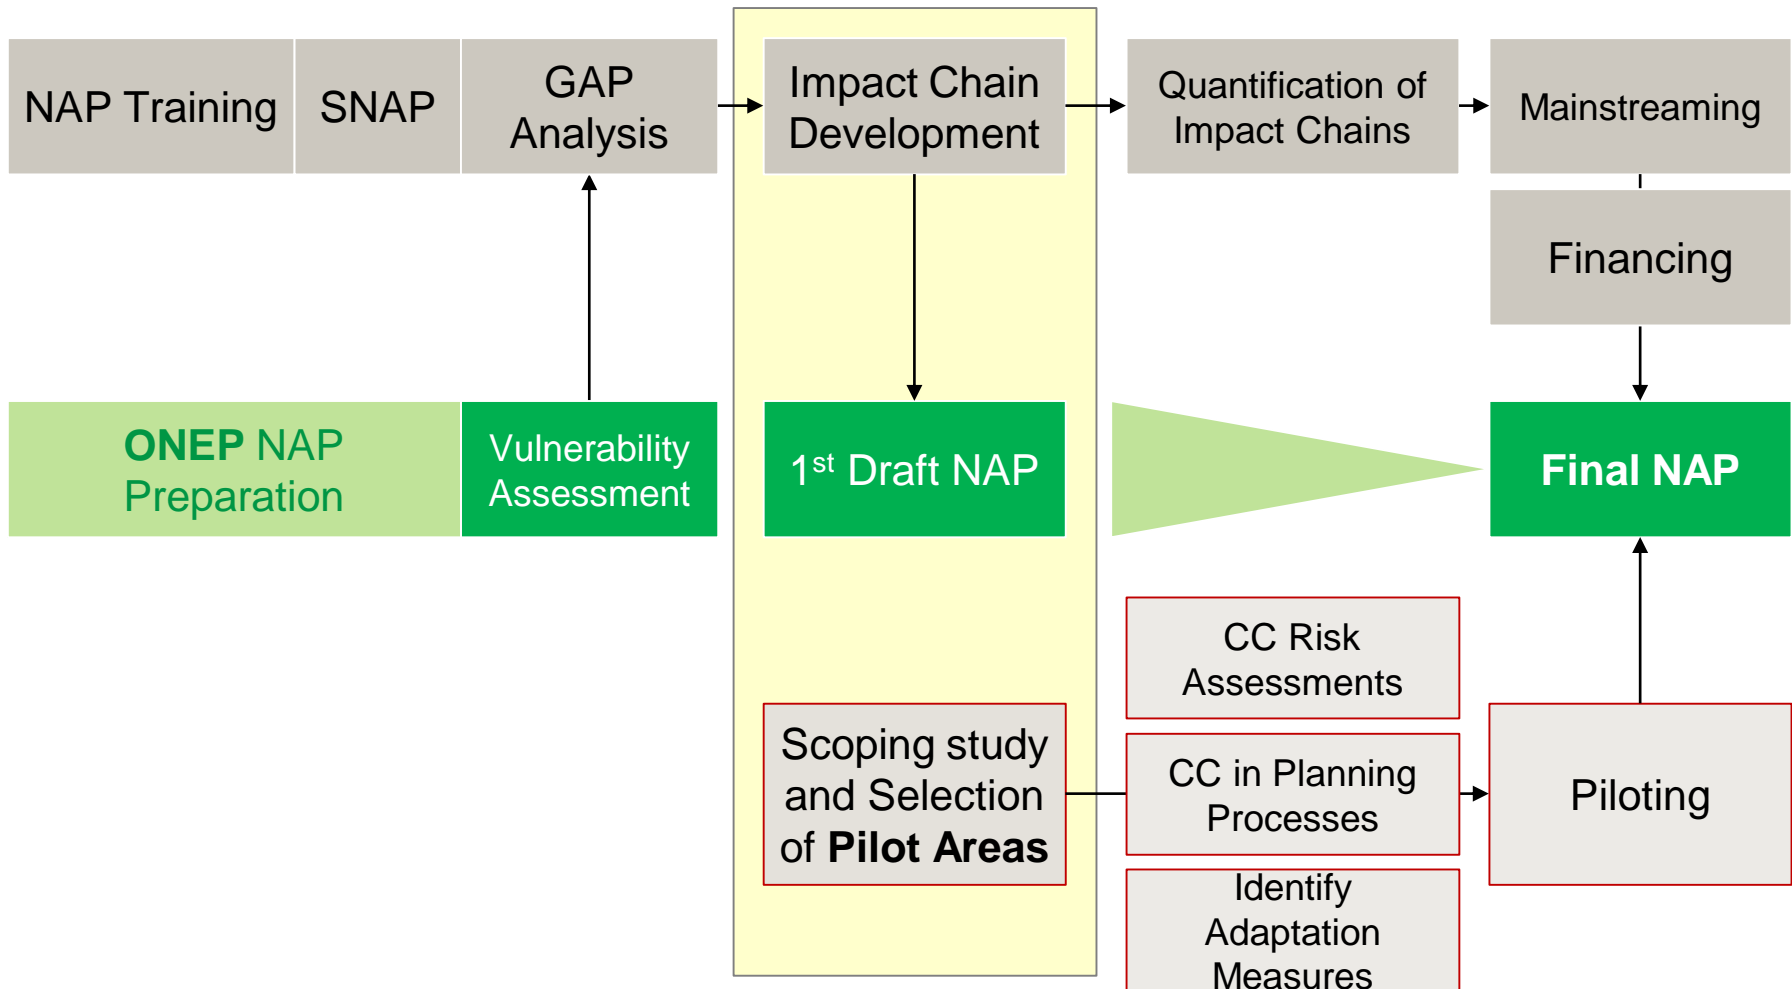 NAP Training
SNAP
GAP
Analysis
Impact Chain
Development
Quantification of
Impact Chains
Mainstreaming
Financing
ONEP NAP
Preparation
Vulnerability
Assessment
1st Draft NAP
Final NAP
CC Risk
Assessments
Scoping study
and Selection
of Pilot Areas
CC in Planning
Processes
Piloting
Identify
Adaptation
Measures